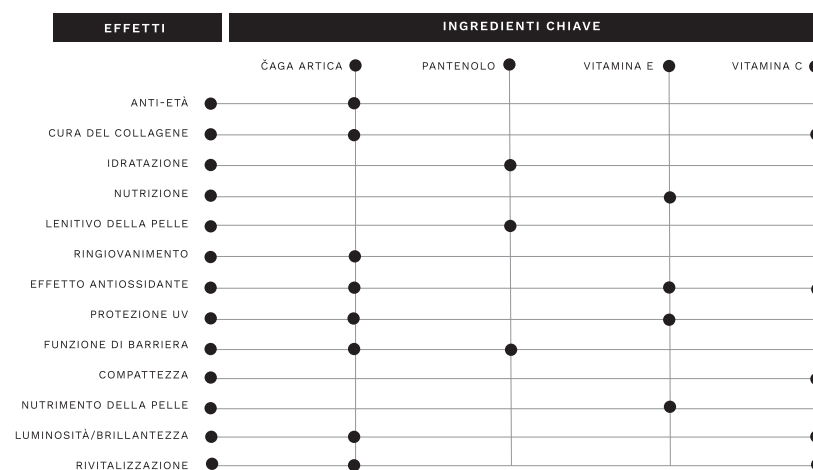 EFFETTI
INGREDIENTI CHIAVE
ČAGA ARTICA PANTENOLO VITAMINA E VITAMINA C
ANTI-ETÀ
CURA DEL COLLAGENE
IDRATAZIONE
NUTRIZIONE
LENITIVO DELLA PELLE
RINGIOVANIMENTO
EFFETTO ANTIOSSIDANTE
PROTEZIONE UV
FUNZIONE DI BARRIERA
COMPATTEZZA
NUTRIMENTO DELLA PELLE
LUMINOSITÀ/BRILLANTEZZA
RIVITALIZZAZIONE